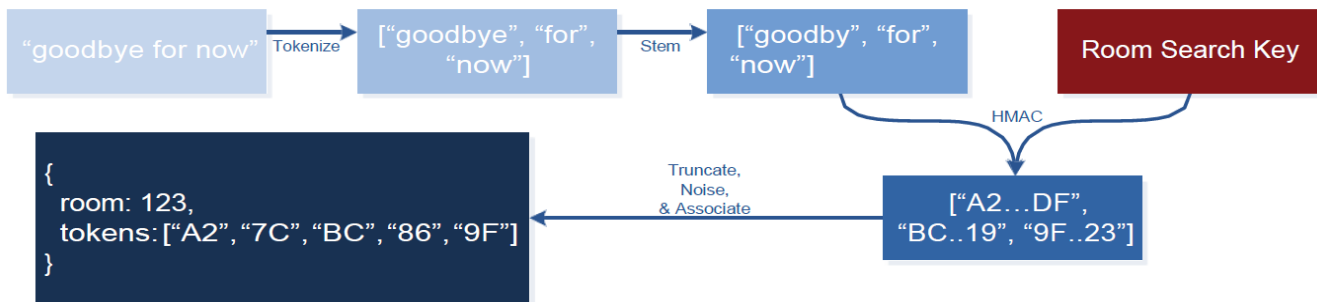 “goodbye for now”
Tokenize
[“goodbye”, “for”,
“now”]
Stem
[“goodby”, “for”,
“now”]
Room Search Key
HMAC
[“A2...DF”,
“BC..19”, “9F..23”]
Truncate,
Noise,
& Associate
{
room: 123,
tokens: [“A2”,“7C”,“BC”,“86”,“9F”]
}